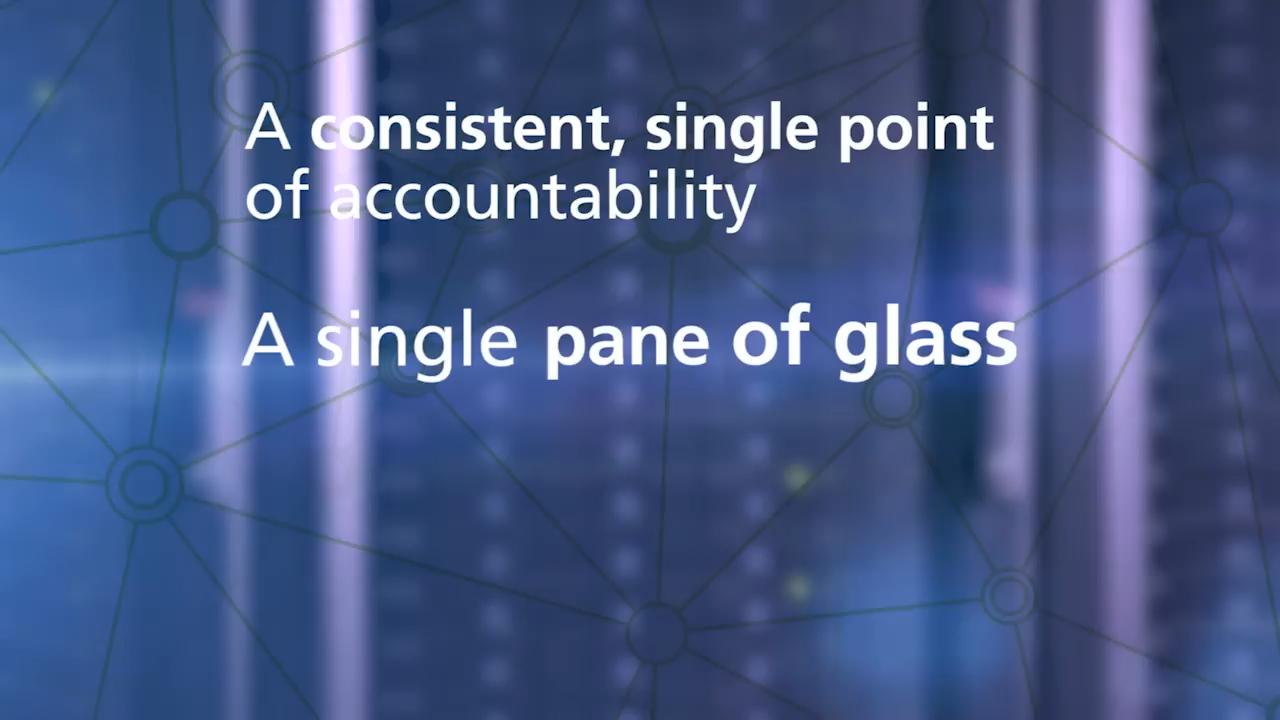 A consistent, single point
of accountability
A single pane of glass